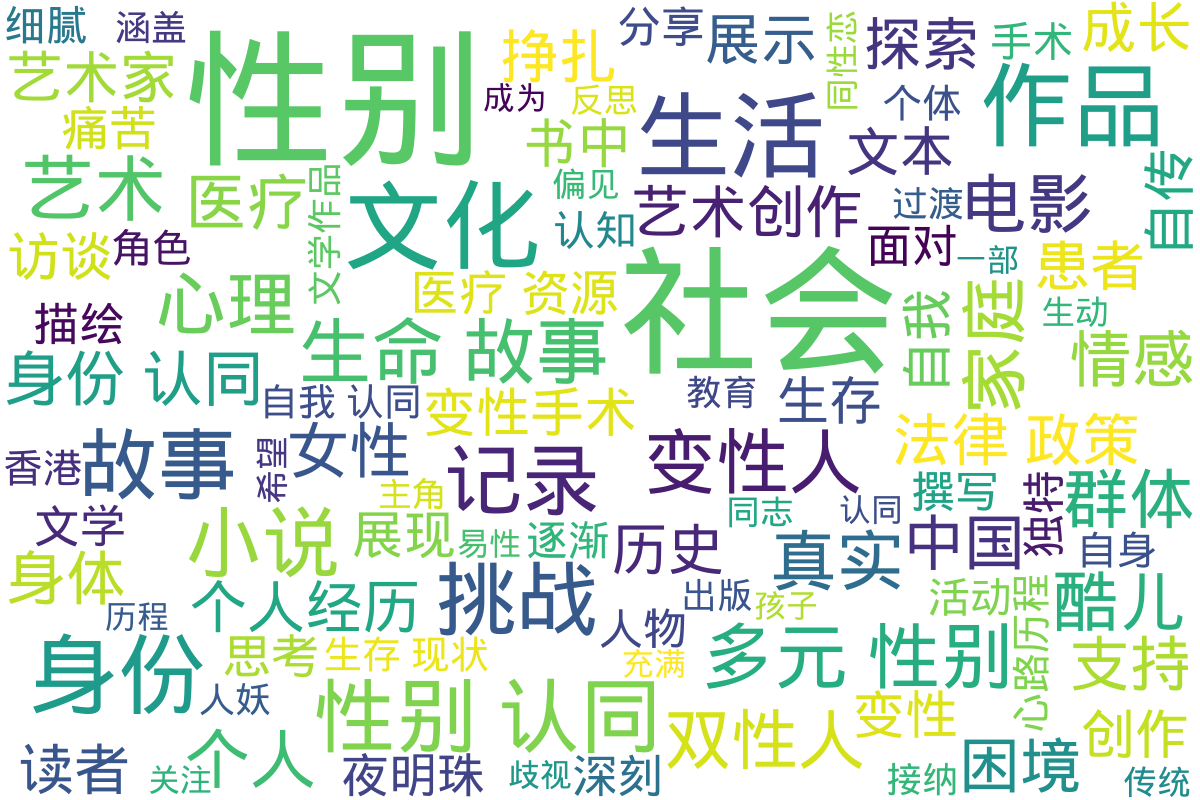 细腻
涵盖
分享
展示
同性恋
探索
手术
成长
艺术家
性别
挣扎
成为
反思
生活
个体
作品
痛苦
书中
文本
艺术
医疗
文学作品
文化
偏见
认知
艺术创作
过渡
电影
自传
访谈
角色
面对
一部
患者
心理
医疗 资源
社会
自我
家庭
生动
描绘
生命 故事
情感
身份 认同
自我 认同
变性手术
教育
生存
法律 政策
香港
故事
希望
女性
记录
变性人
主角
撰写
独特
群体
文学
小说
展现
易性
逐渐
同志
认同
历史
真实
中国
自身
身体
历程
个人经历
挑战
出版
孩子
活动
心路历程
酷儿
人物
身份
思考
生存 现状
充满
多元 性别
支持
人妖
性别 认同
双性人
变性
创作
读者
关注
个人
夜明珠
歧视
深刻
接纳
困境
传统